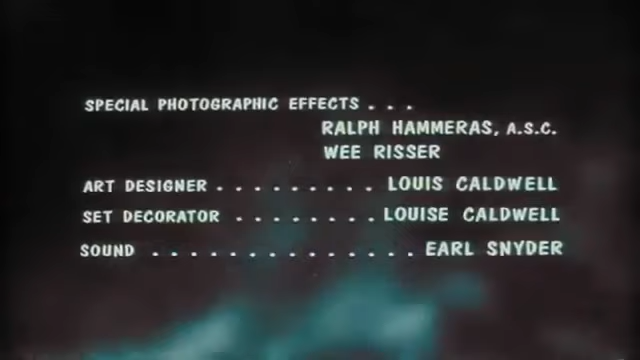 SPECIAL PHOTOGRAPHIC EFFECTS . . .
RALPH HAMMERAS, A.S.C.
WEE RISSER
ART DESIGNER . . . . . . . . . LOUIS CALDWELL
SET DECORATOR . . . . . . . . LOUISE CALDWELL
SOUND . . . . . . . . . . . . . . EARL SNYDER